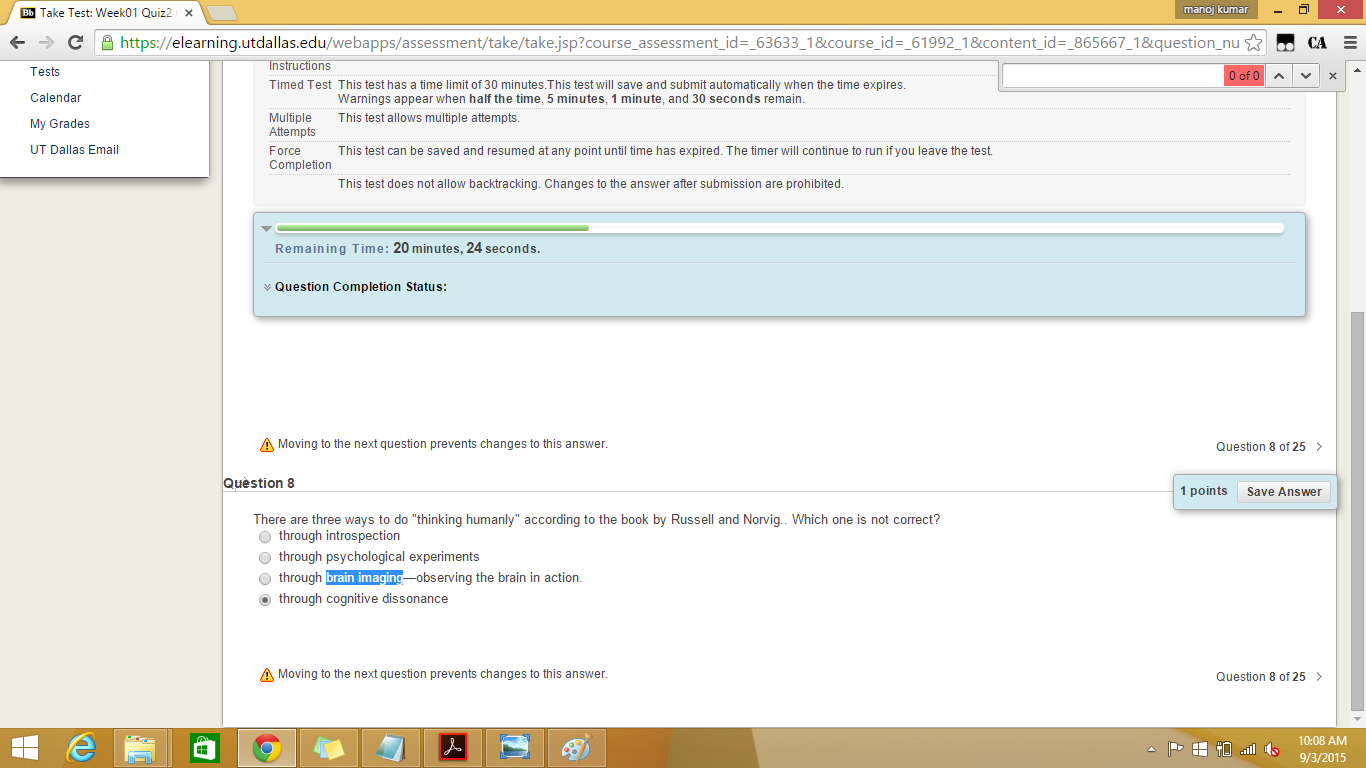 Take Test: Week01 Quiz2
manoj kumar
https://elearning.utdallas.edu/webapps/assessment/take/take.jsp?course_assessment_id=_63633_1&course_id=_61992_1&content_id=_865667_1&question_nu
CA
0 of 0
Tests
Calendar
My Grades
UT Dallas Email
Instructions
Timed Test This test has a time limit of 30 minutes.This test will save and submit automatically when the time expires.
Warnings appear when half the time, 5 minutes, 1 minute, and 30 seconds remain.
Multiple Attempts This test allows multiple attempts.
Force Completion This test can be saved and resumed at any point until time has expired. The timer will continue to run if you leave the test.
This test does not allow backtracking. Changes to the answer after submission are prohibited.
Remaining Time: 20 minutes, 24 seconds.
Question Completion Status:
Moving to the next question prevents changes to this answer.
Question 8 of 25
Question 8
1 points Save Answer
There are three ways to do "thinking humanly" according to the book by Russell and Norvig.. Which one is not correct?
through introspection
through psychological experiments
through brain imaging—observing the brain in action.
through cognitive dissonance
Moving to the next question prevents changes to this answer.
Question 8 of 25
10:08 AM
9/3/2015